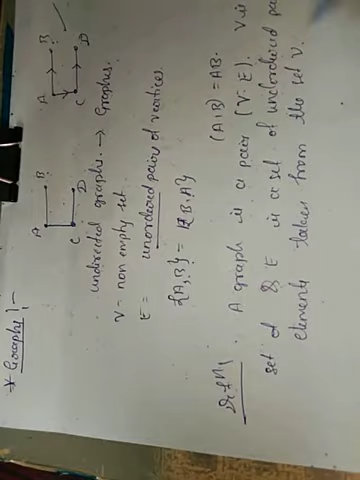 * Graphs :-
A B C D
A B C D
undirected graphs. → Graphs.
V = non empty set
E = unordered pairs of vertices.
{A,B} = {B,A}
(A,B) = AB.
Defn, A graph is a pair (V, E). V is
set of & E is a set of unordered pa
elements taken from the set V.